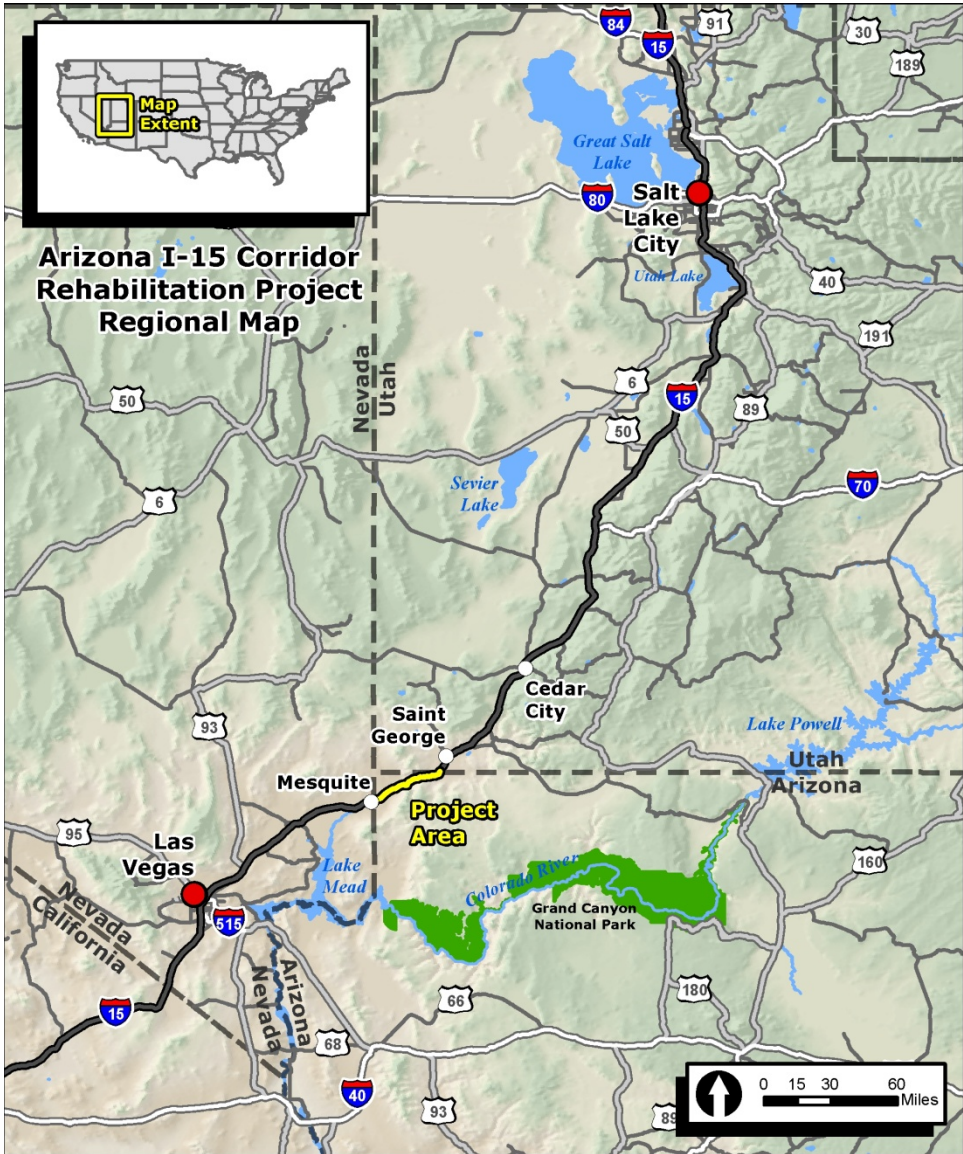 84
15
91
30
189
Map
Extent
Great Salt
Lake
80
Salt
Lake
City
Arizona I-15 Corridor
Rehabilitation Project
Regional Map
Utah Lake
40
191
Nevada
Utah
6
15
89
50
50
6
Sevier
Lake
70
Cedar
City
Saint
George
93
Lake Powell
Utah
Arizona
Mesquite
Project
Area
95
Las
Vegas
Lake
Mead
Colorado River
160
Grand Canyon
National Park
Nevada
California
515
Arizona
Nevada
180
66
15
68
40
93
89
0 15 30 60
Miles